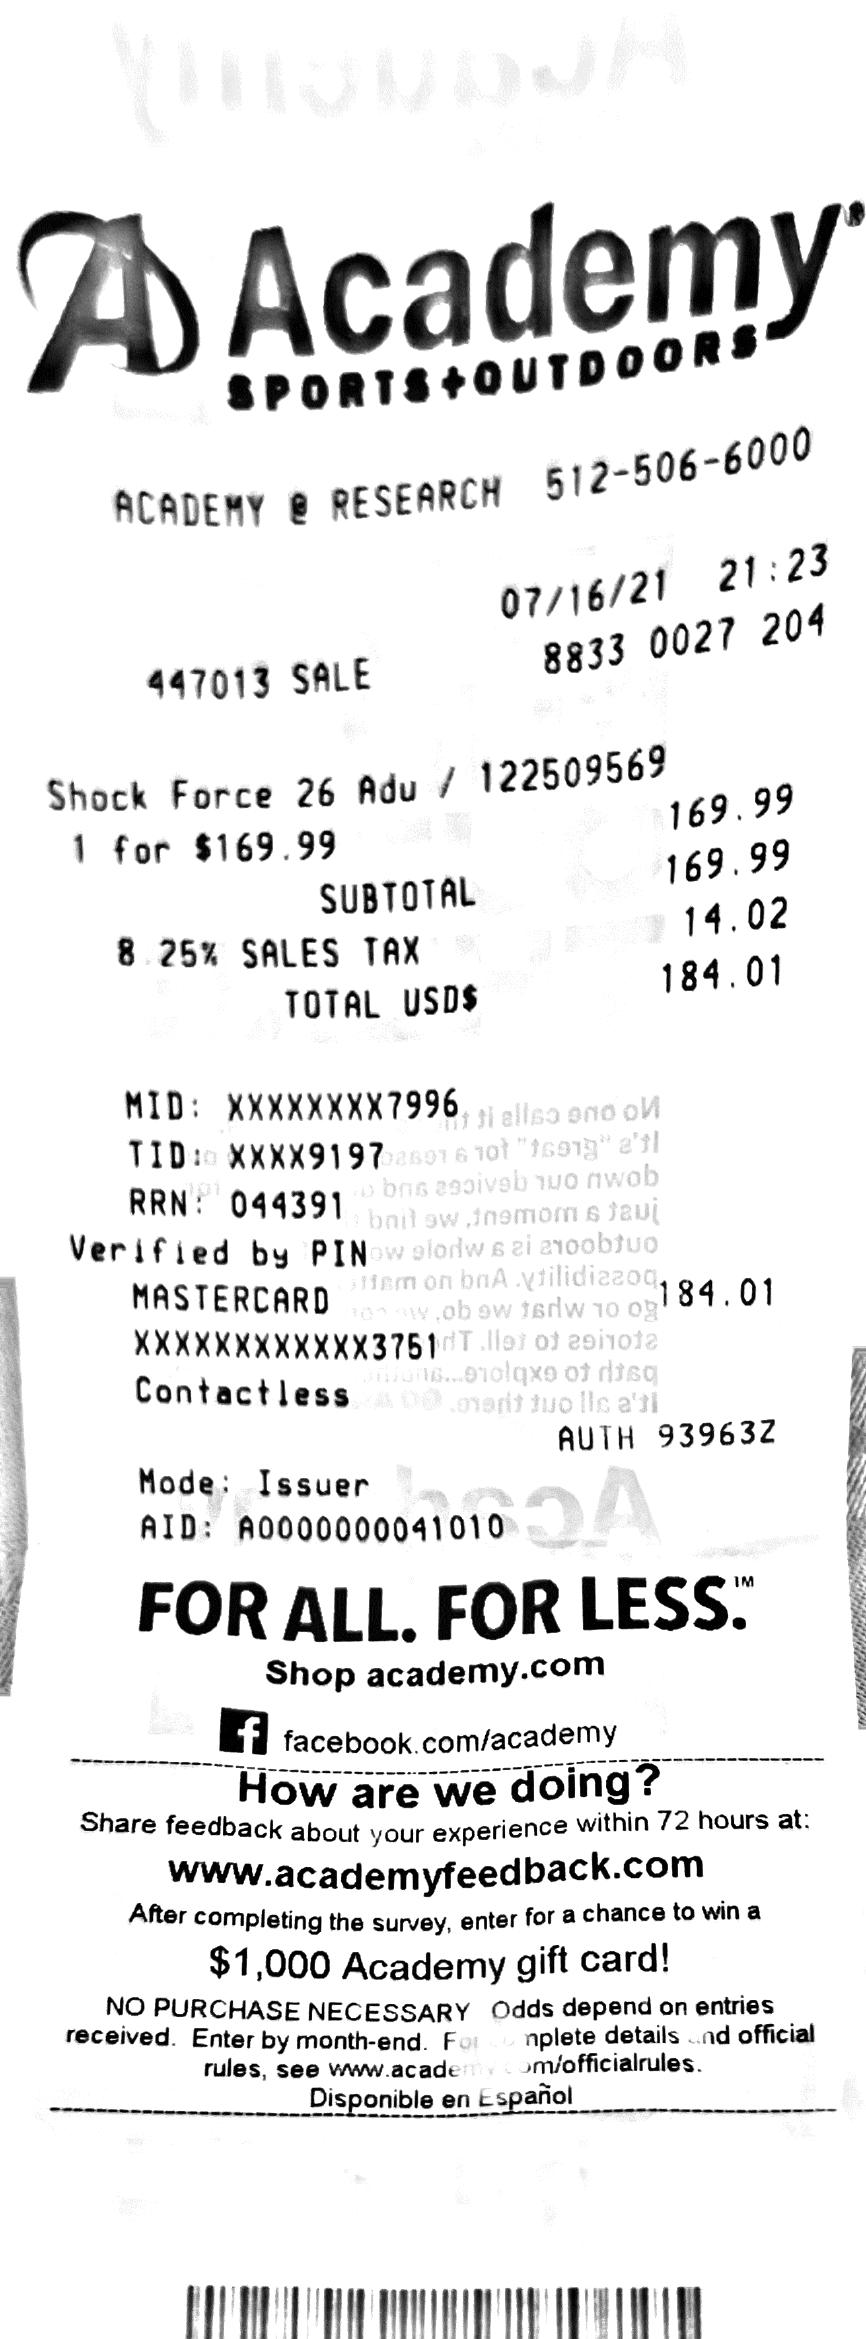 Academy®
SPORTS+OUTDOORS
ACADEMY @ RESEARCH 512-506-6000
07/16/21 21:23
447013 SALE 8833 0027 204
Shock Force 26 Adu / 122509569
1 for $169.99 169.99
SUBTOTAL 169.99
8.25% SALES TAX 14.02
TOTAL USD$ 184.01
MID: XXXXXXXX7996
TID: XXXX9197
RRN: 044391
Verified by PIN
MASTERCARD 184.01
XXXXXXXXXXXX3751
Contactless
AUTH 93963Z
Mode: Issuer
AID: A0000000041010
FOR ALL. FOR LESS.™
Shop academy.com
facebook.com/academy
How are we doing?
Share feedback about your experience within 72 hours at:
www.academyfeedback.com
After completing the survey, enter for a chance to win a
$1,000 Academy gift card!
NO PURCHASE NECESSARY Odds depend on entries
received. Enter by month-end. For complete details and official
rules, see www.academy.com/officialrules.
Disponible en Español